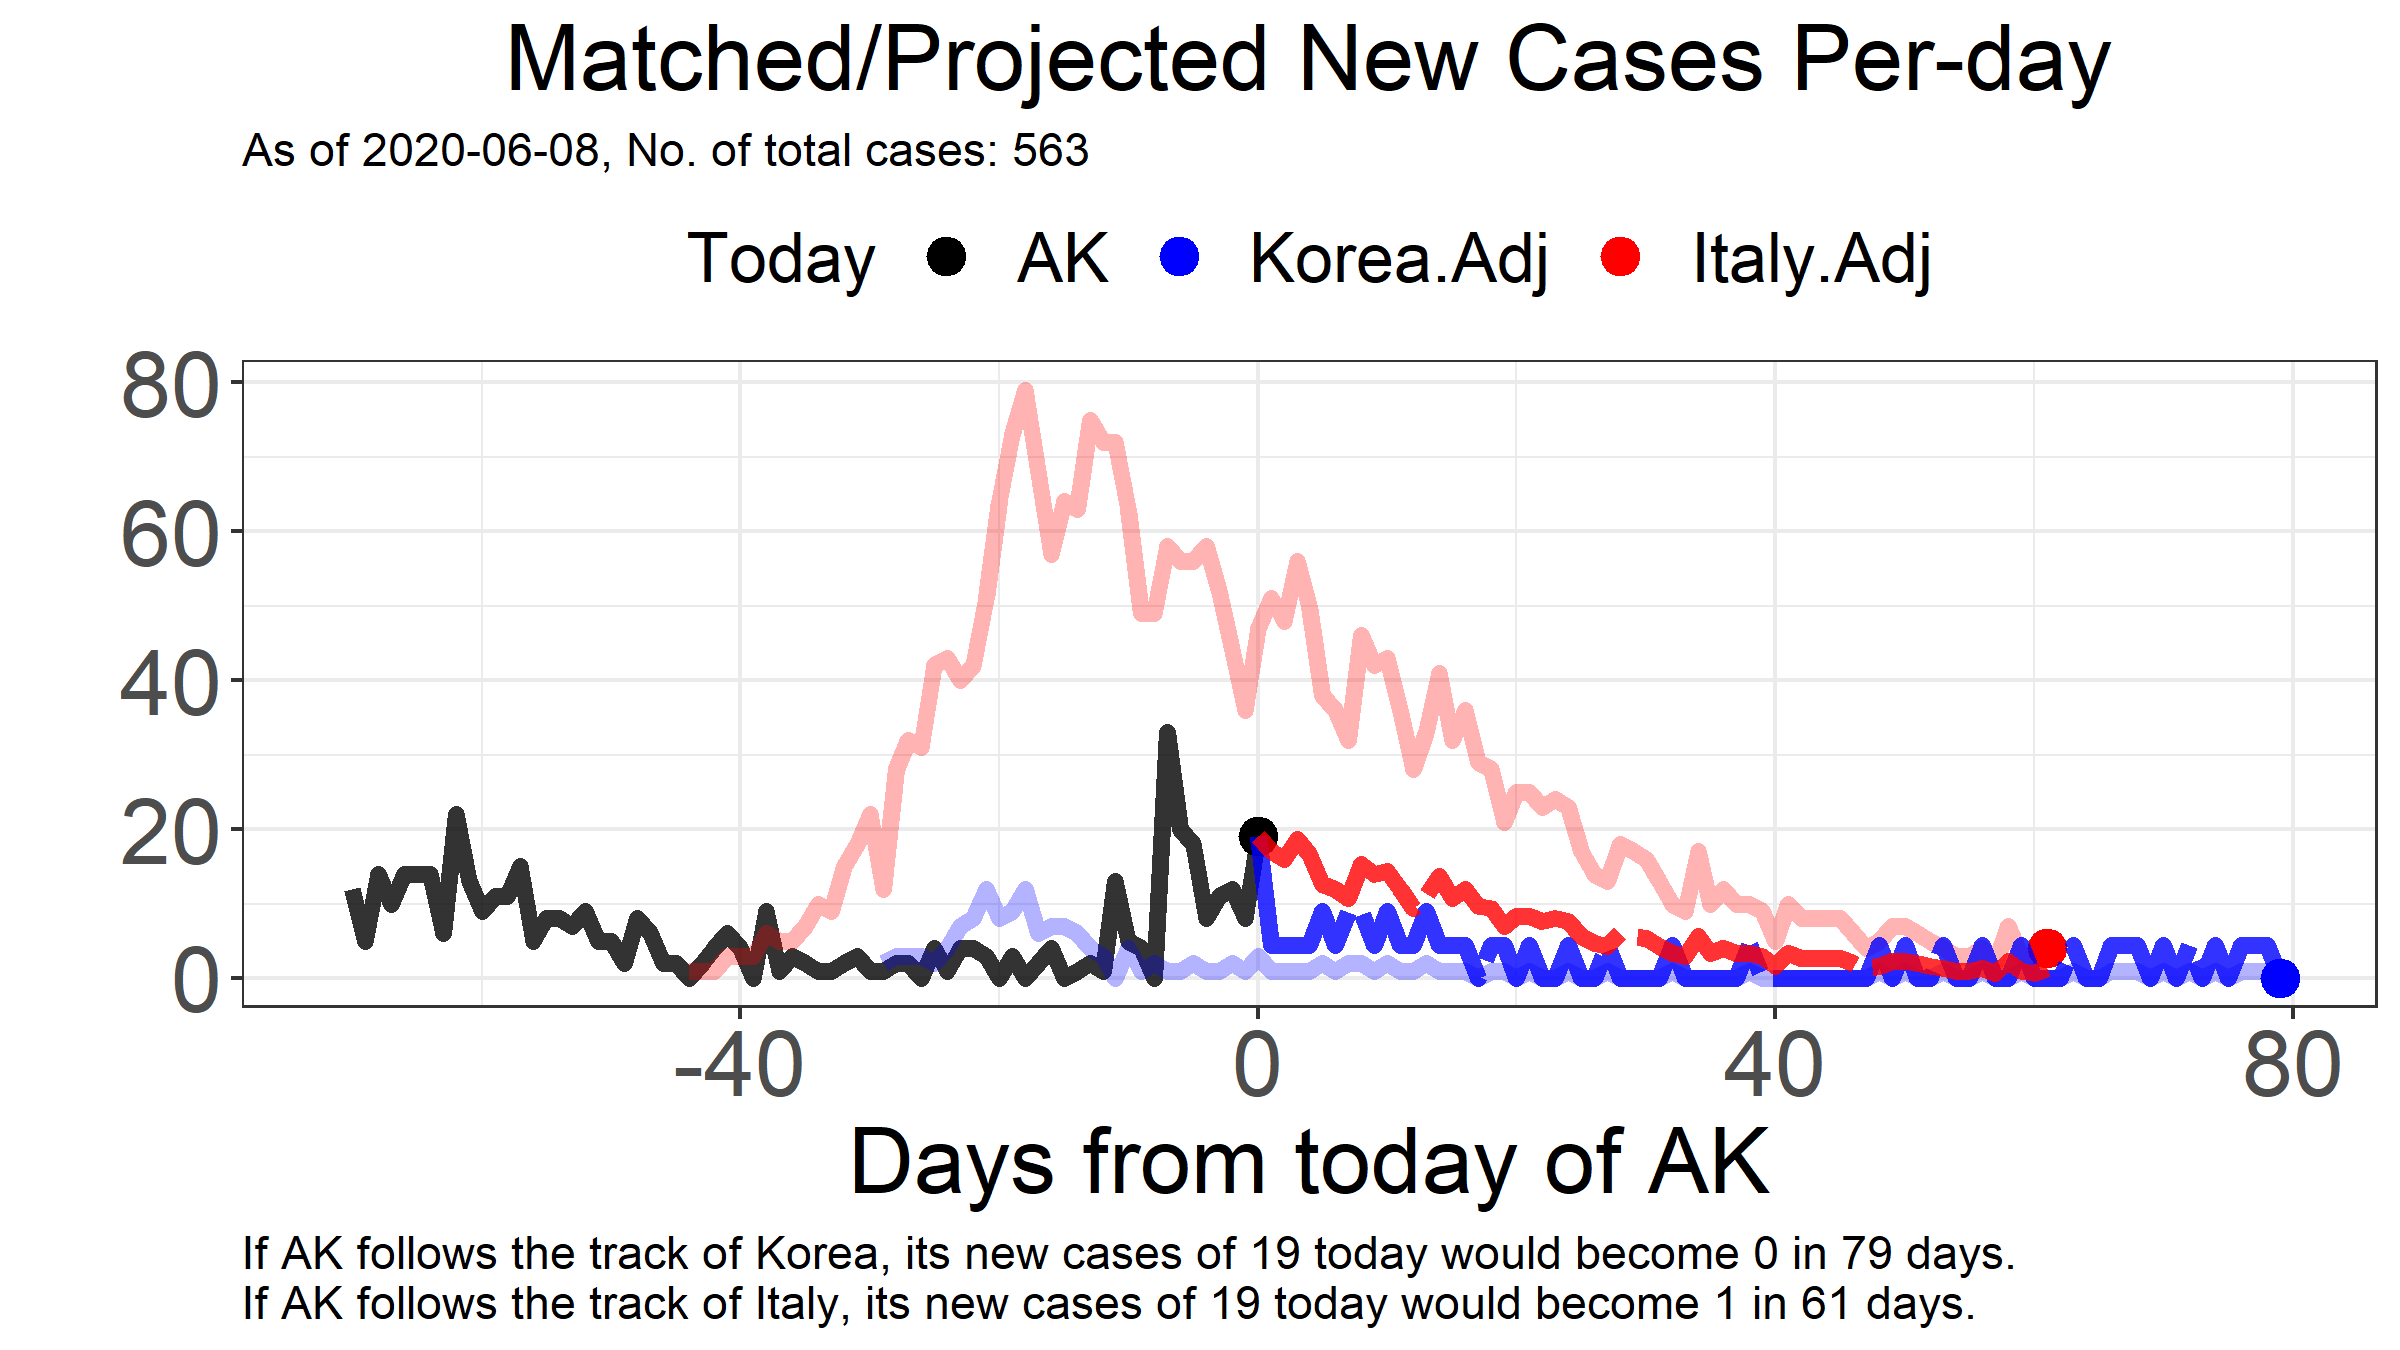 Matched/Projected New Cases Per-day
As of 2020-06-08, No. of total cases: 563
Today AK Korea.Adj Italy.Adj
80
60
40
20
0
-40 0 40 80
Days from today of AK
If AK follows the track of Korea, its new cases of 19 today would become 0 in 79 days.
If AK follows the track of Italy, its new cases of 19 today would become 1 in 61 days.